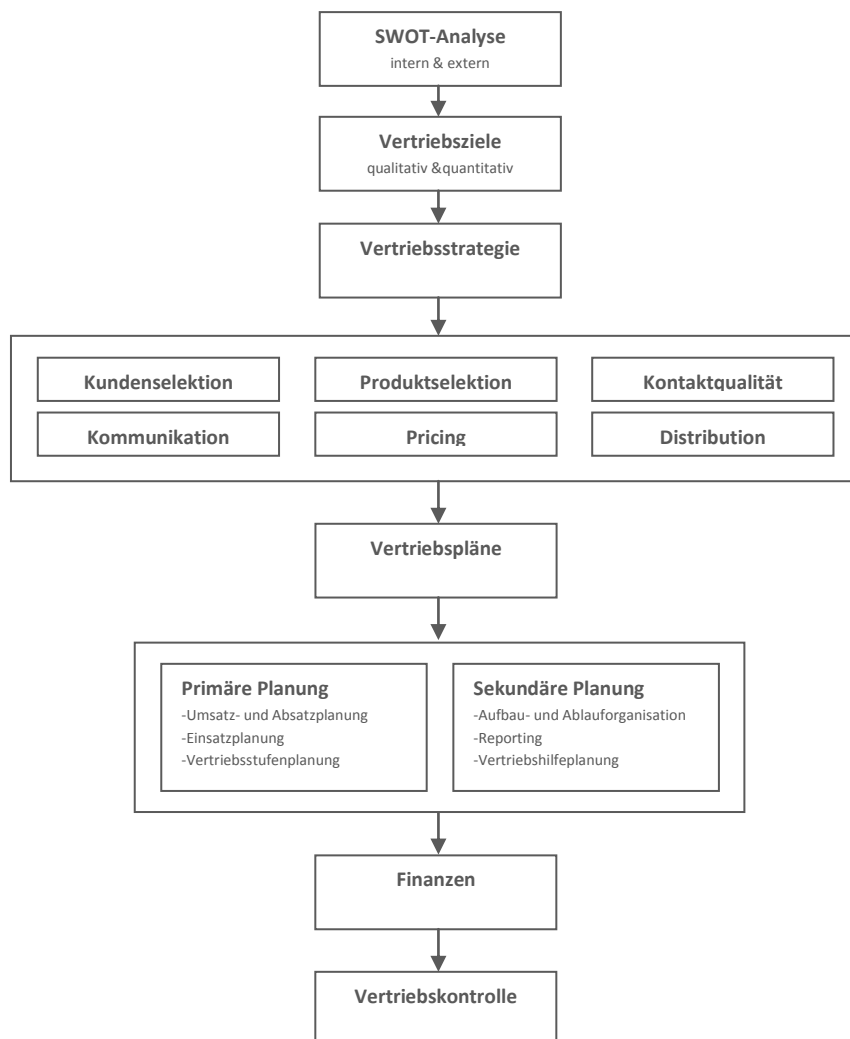 SWOT-Analyse
intern & extern
Vertriebsziele
qualitativ &quantitativ
Vertriebsstrategie
Kundenselektion
Produktselektion
Kontaktqualität
Kommunikation
Pricing
Distribution
Vertriebspläne
Primäre Planung
-Umsatz- und Absatzplanung
-Einsatzplanung
-Vertriebsstufenplanung
Sekundäre Planung
-Aufbau- und Ablauforganisation
-Reporting
-Vertriebshilfeplanung
Finanzen
Vertriebskontrolle